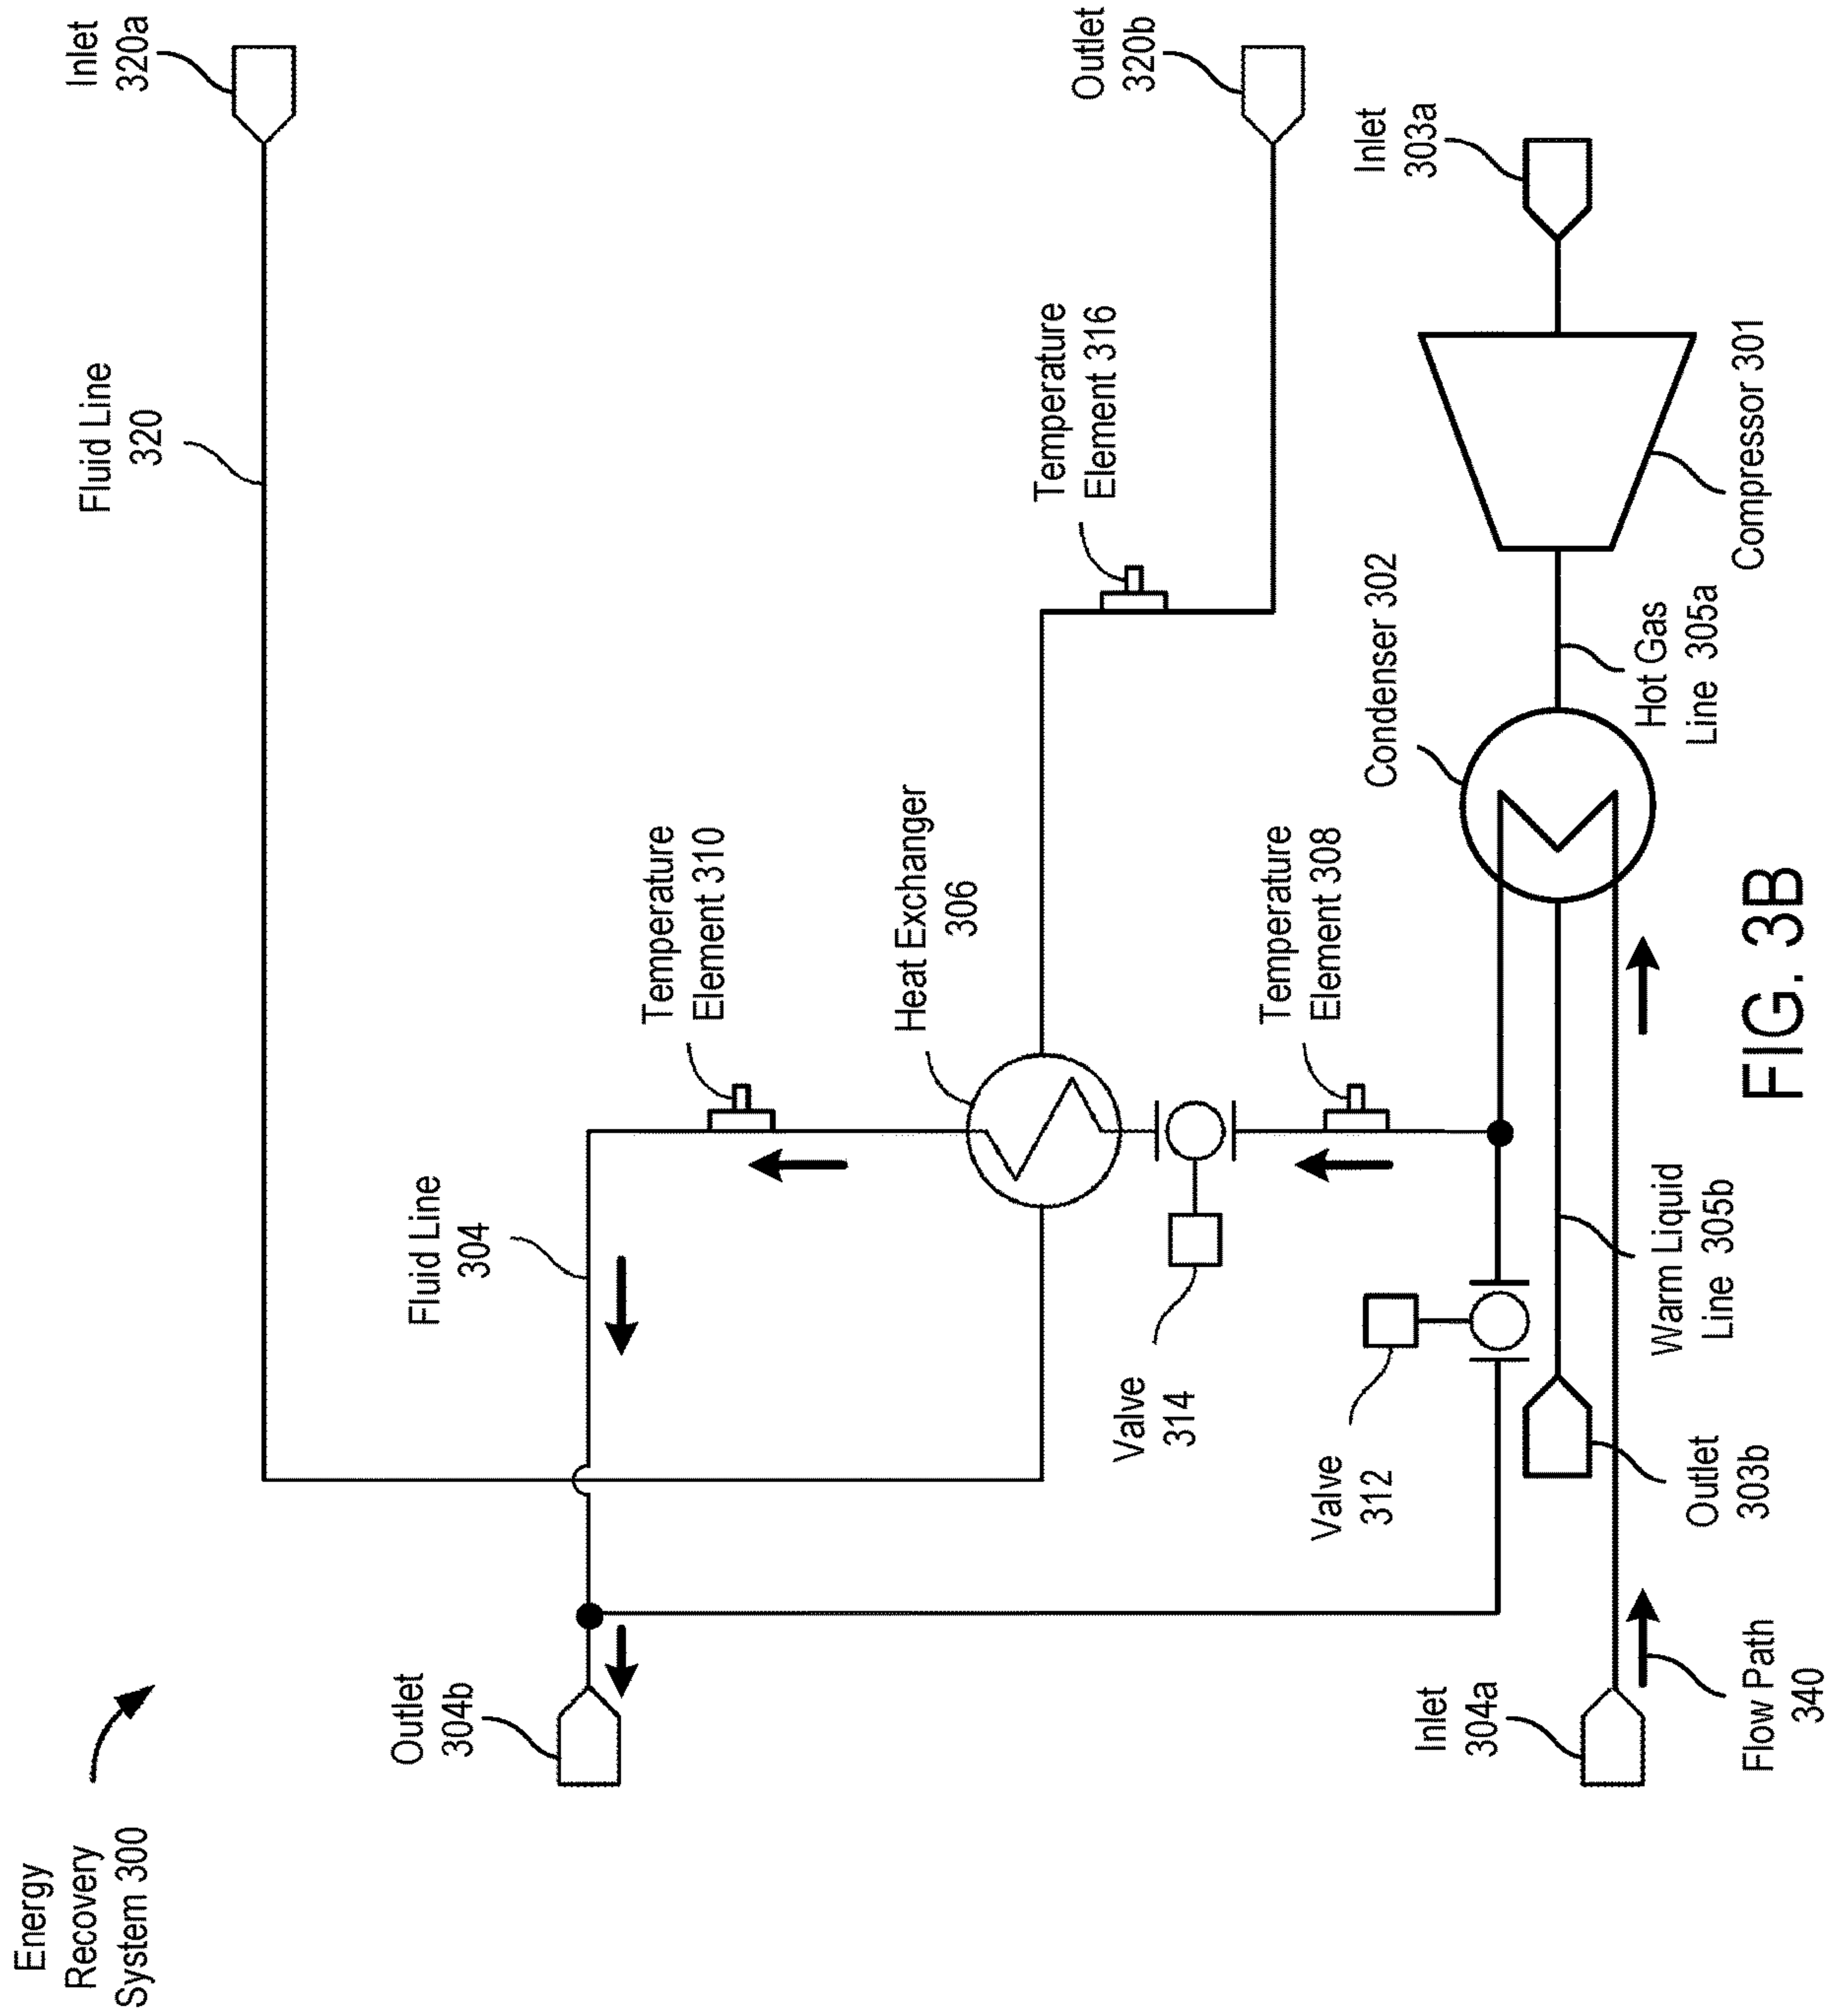 Energy
Recovery
System 300
Inlet
320a
Fluid Line
320
Outlet
320b
Temperature
Element 316
Inlet
303a
Compressor 301
Hot Gas
Line 305a
Condenser 302
Temperature
Element 310
Heat Exchanger
306
Temperature
Element 308
Fluid Line
304
Valve
314
Valve
312
Warm Liquid
Line 305b
Outlet
303b
Outlet
304b
Inlet
304a
Flow Path
340
FIG. 3B